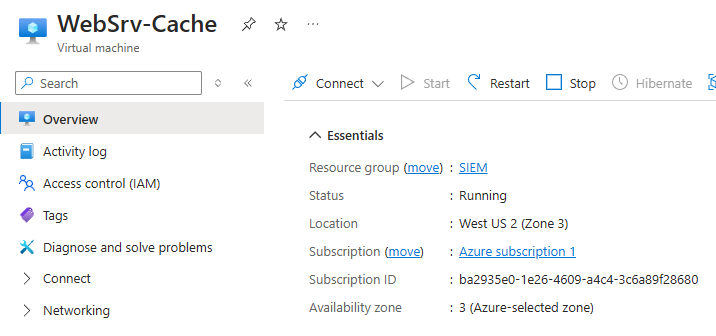 WebSrv-Cache
Virtual machine
Search
Connect Start Restart Stop Hibernate
Overview
Activity log
Access control (IAM)
Tags
Diagnose and solve problems
Connect
Networking
Essentials
Resource group (move) : SIEM
Status : Running
Location : West US 2 (Zone 3)
Subscription (move) : Azure subscription 1
Subscription ID : ba2935e0-1e26-4609-a4c4-3c6a89f28680
Availability zone : 3 (Azure-selected zone)